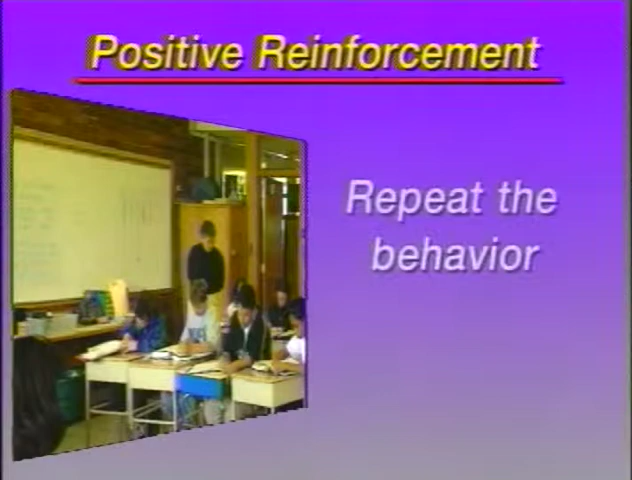 Positive Reinforcement
Repeat the
behavior